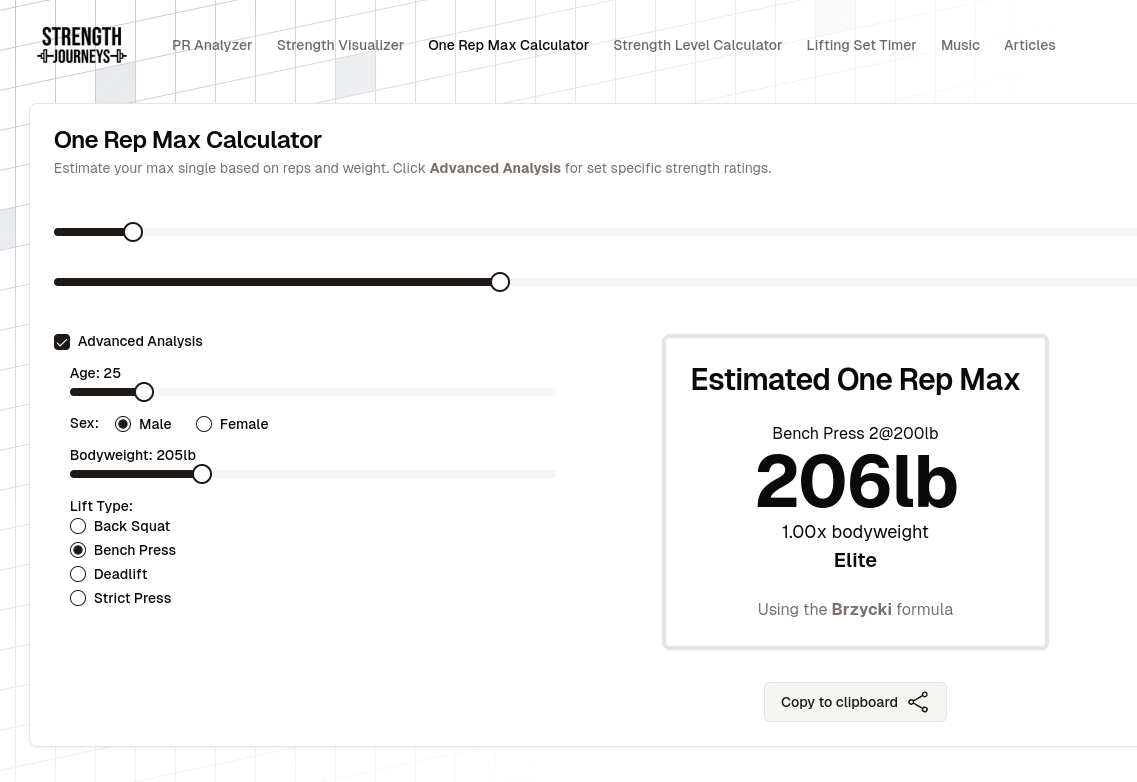 STRENGTH
JOURNEYS
PR Analyzer Strength Visualizer One Rep Max Calculator Strength Level Calculator Lifting Set Timer Music Articles
One Rep Max Calculator
Estimate your max single based on reps and weight. Click Advanced Analysis for set specific strength ratings.
Advanced Analysis
Age: 25
Sex: Male Female
Bodyweight: 205lb
Lift Type:
Back Squat
Bench Press
Deadlift
Strict Press
Estimated One Rep Max
Bench Press 2@200lb
206lb
1.00x bodyweight
Elite
Using the Brzycki formula
Copy to clipboard